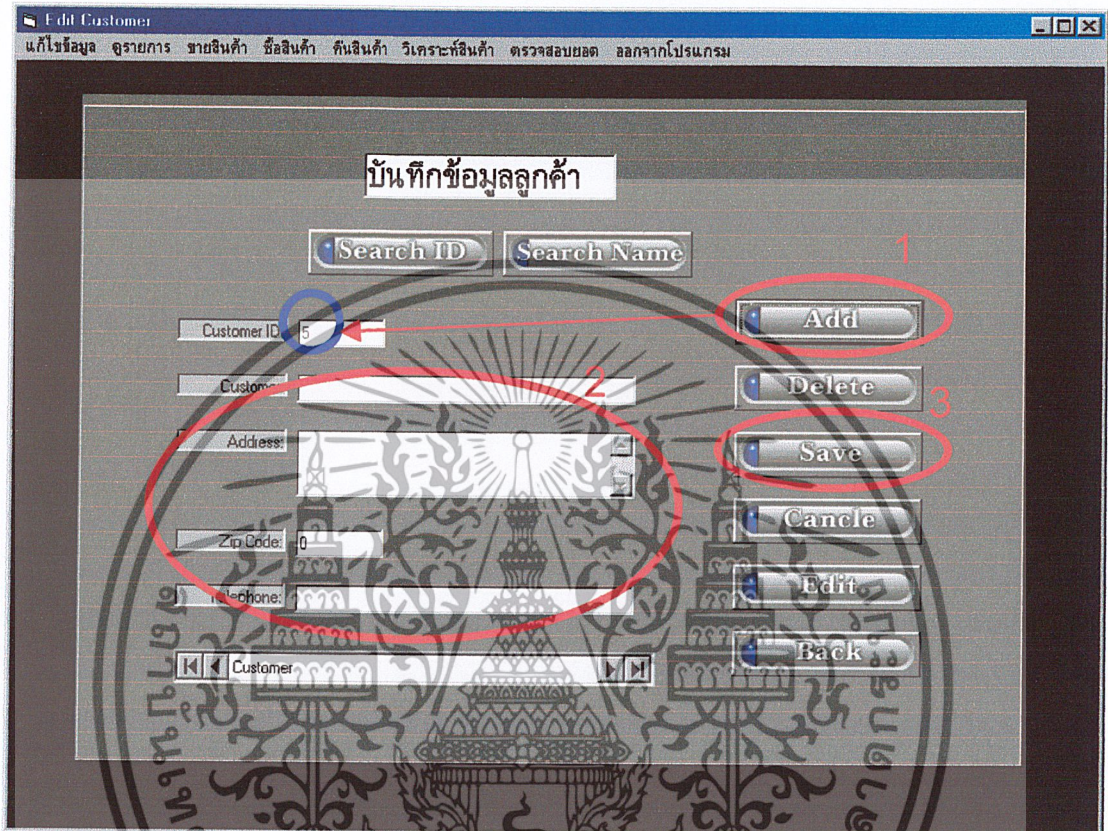 Edit Customer
แก้ไขข้อมูล ดูรายการ ขายสินค้า ซื้อสินค้า คืนสินค้า วิเคราะห์สินค้า ตรวจสอบยอด ออกจากโปรแกรม
บันทึกข้อมูลลูกค้า
Search ID Search Name
1
Customer ID: 5
Add
Custome
2
Delete
3
Address:
Save
Cancle
Zip Code: 0
Edit
Telephone:
Back
Customer